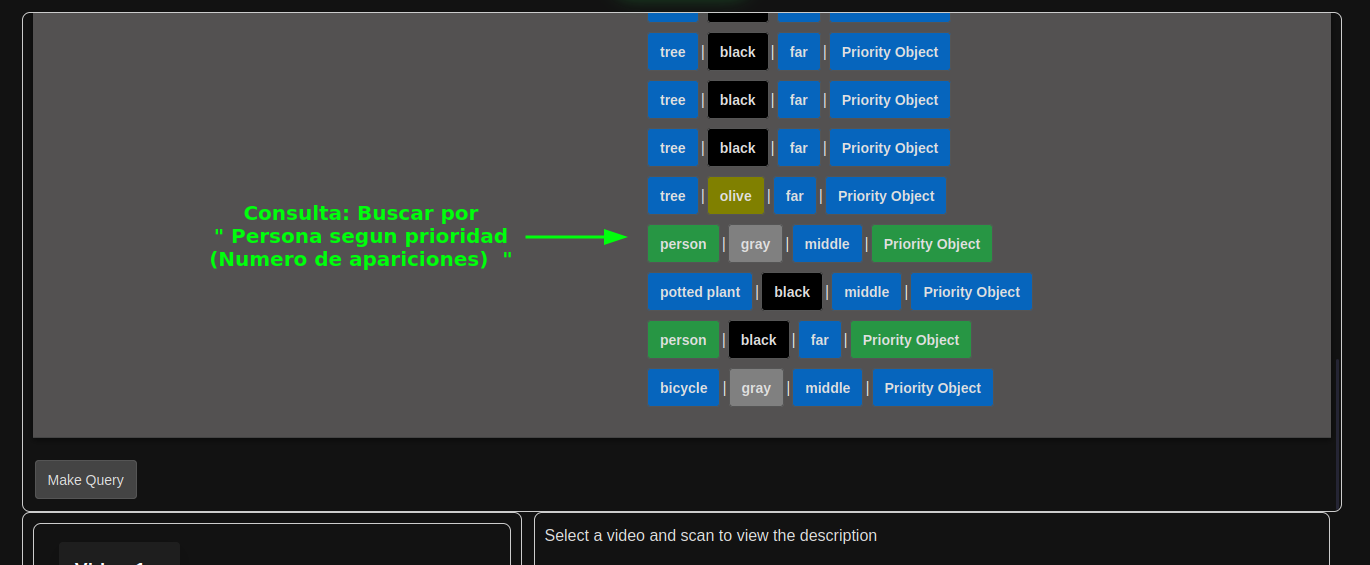 tree | black | far | Priority Object
tree | black | far | Priority Object
tree | black | far | Priority Object
tree | olive | far | Priority Object
Consulta: Buscar por
" Persona segun prioridad
(Numero de apariciones) "
person | gray | middle | Priority Object
potted plant | black | middle | Priority Object
person | black | far | Priority Object
bicycle | gray | middle | Priority Object
Make Query
Select a video and scan to view the description